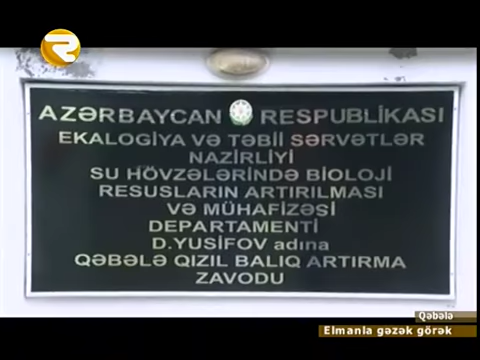 AZƏRBAYCAN RESPUBLİKASI
EKALOGİYA VƏ TƏBİİ SƏRVƏTLƏR
NAZİRLİYİ
SU HÖVZƏLƏRİNDƏ BİOLOJİ
RESUSLARIN ARTIRILMASI
VƏ MÜHAFİZƏSİ
DEPARTAMENTİ
D.YUSİFOV adına
QƏBƏLƏ QIZIL BALIQ ARTIRMA
ZAVODU
Qəbələ
Elmanla gəzək görək